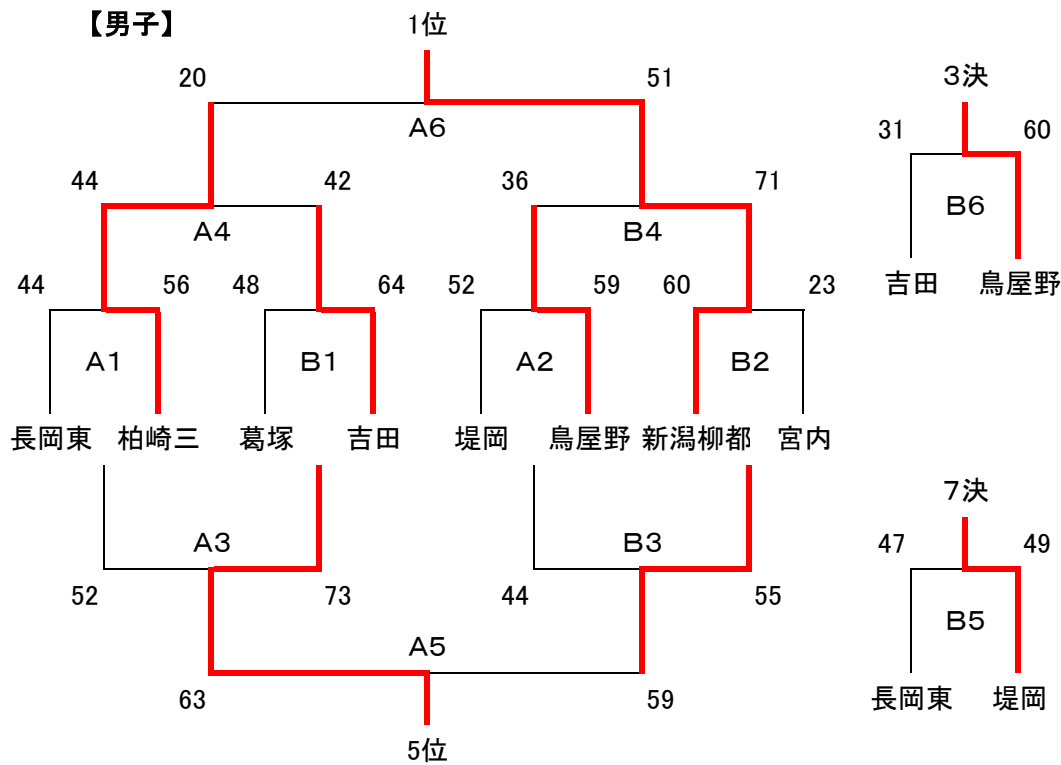 【男子】
1位
20 51
A6
3決
31 60
B6
吉田 鳥屋野
44 42 36 71
A4 B4
44 56 48 64 52 59 60 23
A1 B1 A2 B2
長岡東 柏崎三 葛塚 吉田 堤岡 鳥屋野 新潟柳都 宮内
A3 B3
52 73 44 55
A5
63 59
5位
7決
47 49
B5
長岡東 堤岡